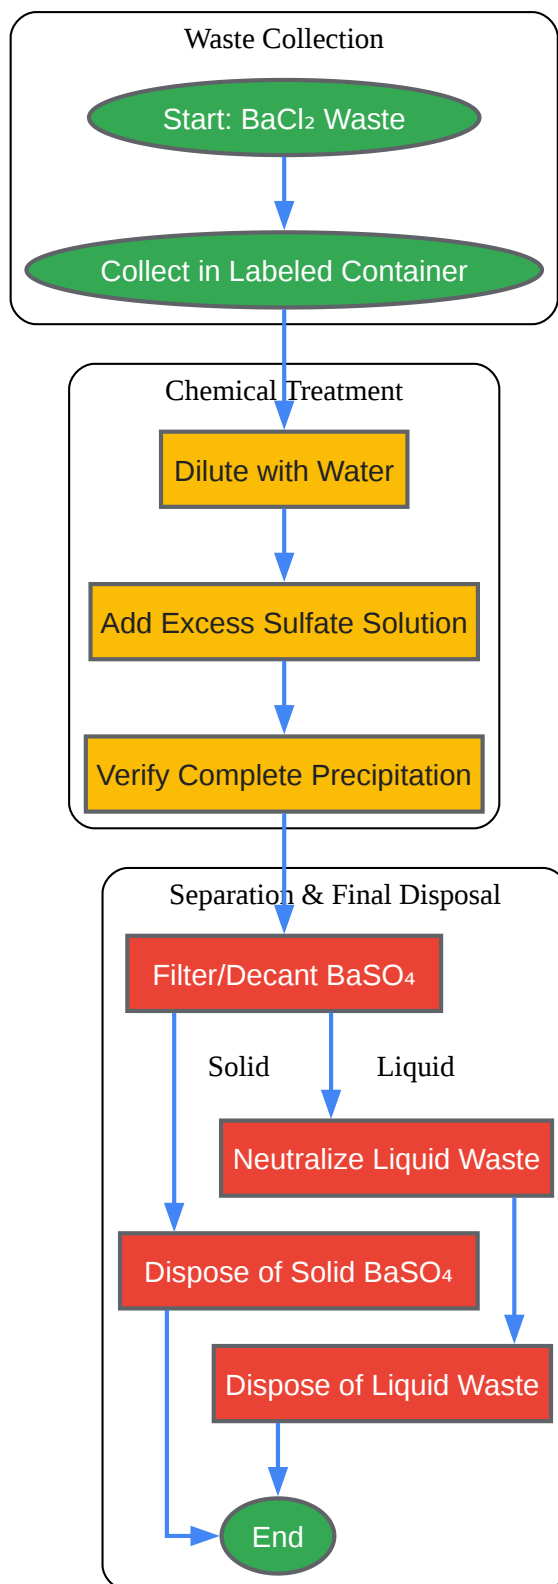 Waste Collection
Start: BaCl₂ Waste
Collect in Labeled Container
Chemical Treatment
Dilute with Water
Add Excess Sulfate Solution
Verify Complete Precipitation
Separation & Final Disposal
Filter/Decant BaSO₄
Solid
Liquid
Neutralize Liquid Waste
Dispose of Solid BaSO₄
Dispose of Liquid Waste
End